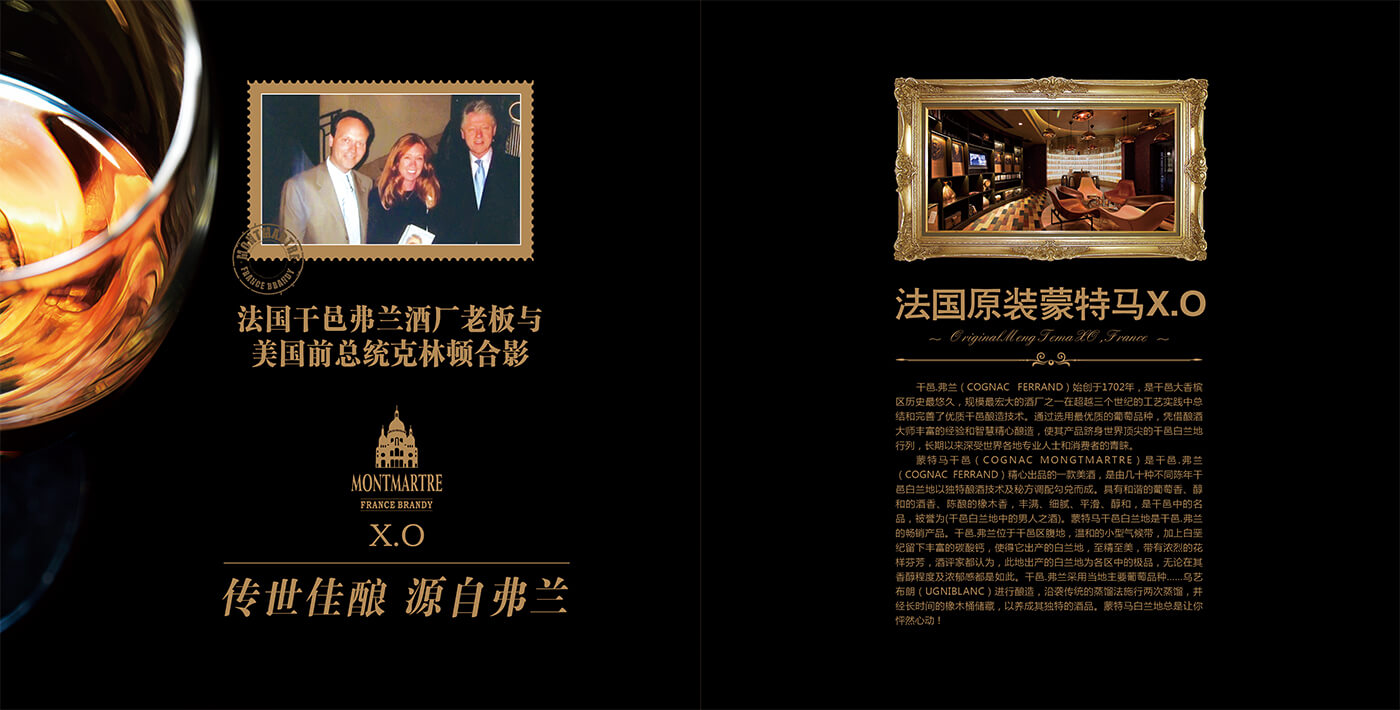 MONTMARTRE
FRANCE BRANDY
法国干邑弗兰酒厂老板与
美国前总统克林顿合影
MONTMARTRE
FRANCE BRANDY
X.O
传世佳酿 源自弗兰
法国原装蒙特马X.O
~ OriginalMengTemaXO ,France ~
干邑.弗兰（COGNAC FERRAND）始创于1702年，是干邑大香槟
区历史最悠久，规模最宏大的酒厂之一在超越三个世纪的工艺实践中总
结和完善了优质干邑酿造技术。通过选用最优质的葡萄品种，凭借酿酒
大师丰富的经验和智慧精心酿造，使其产品跻身世界顶尖的干邑白兰地
行列，长期以来深受世界各地专业人士和消费者的青睐。
蒙特马干邑（COGNAC MONGTMARTRE）是干邑.弗兰
（COGNAC FERRAND）精心出品的一款美酒，是由几十种不同陈年干
邑白兰地以独特酿酒技术及秘方调配勾兑而成。具有和谐的葡萄香、醇
和的酒香、陈酿的橡木香，丰满、细腻、平滑、醇和，是干邑中的名
品，被誉为(干邑白兰地中的男人之酒)。蒙特马干邑白兰地是干邑.弗兰
的畅销产品。干邑.弗兰位于干邑区腹地，温和的小型气候带，加上白垩
纪留下丰富的碳酸钙，使得它出产的白兰地，至精至美，带有浓烈的花
样芬芳，酒评家都认为，此地出产的白兰地为各区中的极品，无论在其
香醇程度及浓郁感都是如此。干邑.弗兰采用当地主要葡萄品种……乌艺
布朗（UGNIBLANC）进行酿造，沿袭传统的蒸馏法施行两次蒸馏，并
经长时间的橡木桶储藏，以养成其独特的酒品。蒙特马白兰地总是让你
怦然心动！